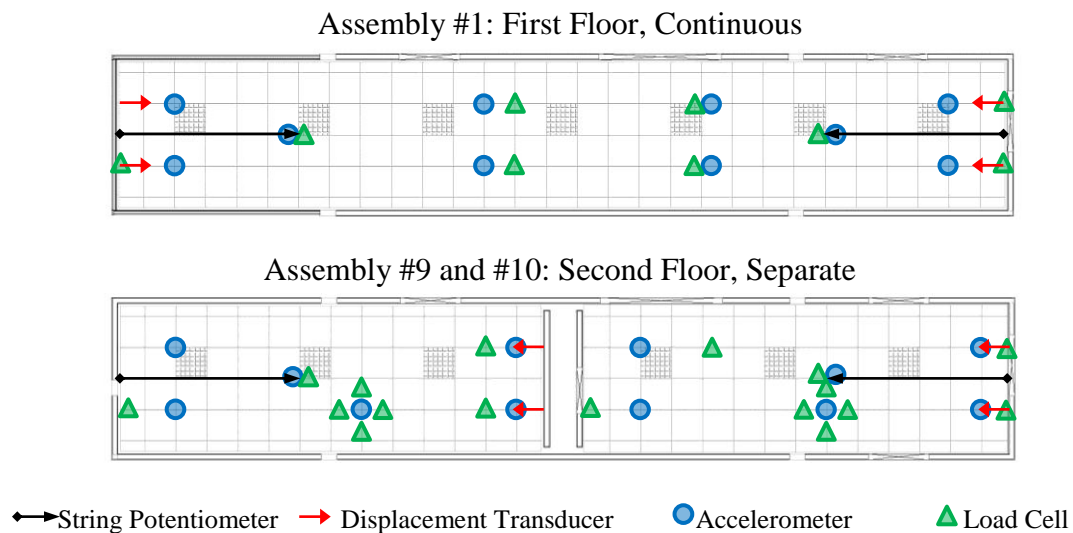 Assembly #1: First Floor, Continuous
Assembly #9 and #10: Second Floor, Separate
String Potentiometer Displacement Transducer Accelerometer Load Cell